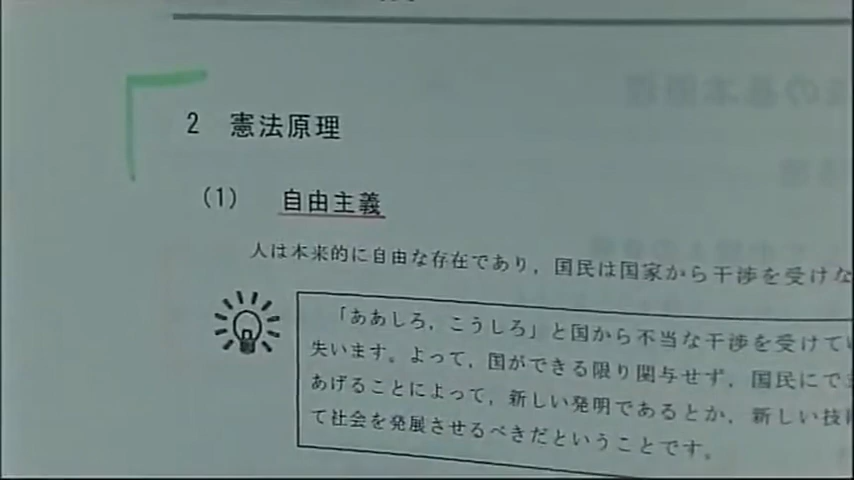 2 憲法原理
(1) 自由主義
人は本来的に自由な存在であり，国民は国家から干渉を受けな
「ああしろ，こうしろ」と国から不当な干渉を受けてい
失います。よって，国ができる限り関与せず，国民にで
あげることによって，新しい発明であるとか，新しい技
て社会を発展させるべきだということです。